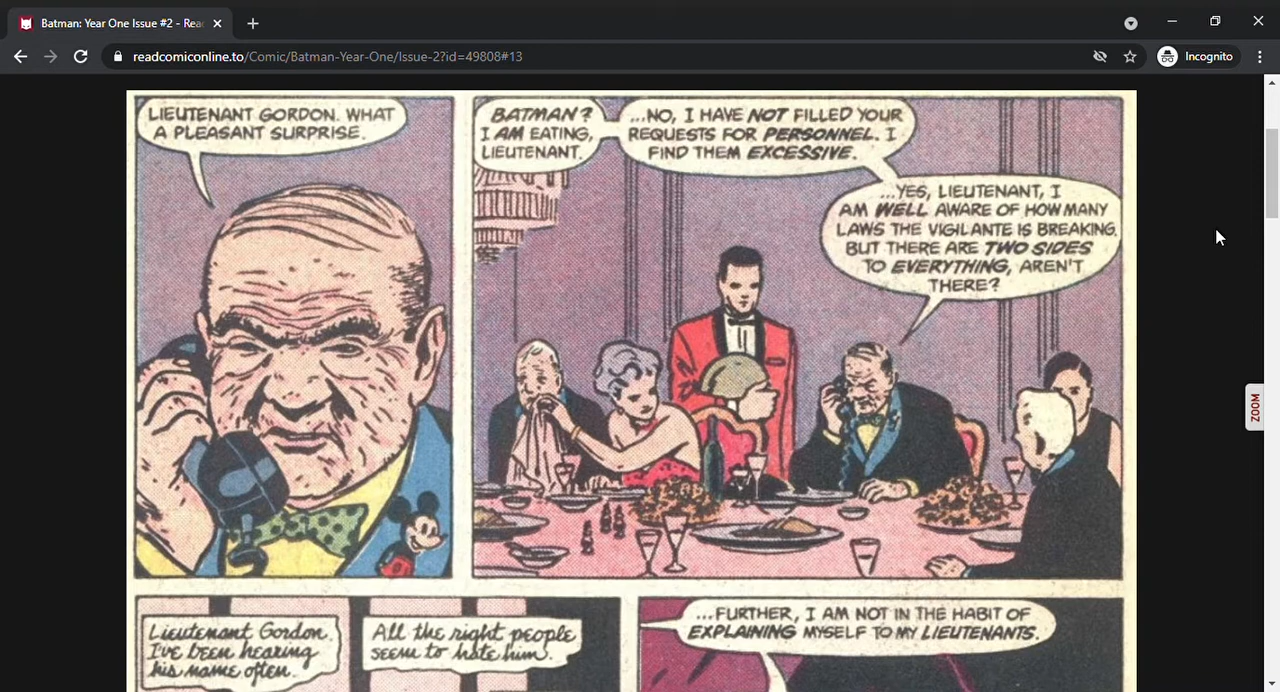 Batman: Year One Issue #2 - Rea
readcomiconline.to/Comic/Batman-Year-One/Issue-2?id=49808#13
Incognito
LIEUTENANT GORDON. WHAT
A PLEASANT SURPRISE.
BATMAN?
I AM EATING,
LIEUTENANT.
...NO, I HAVE NOT FILLED YOUR
REQUESTS FOR PERSONNEL. I
FIND THEM EXCESSIVE.
...YES, LIEUTENANT, I
AM WELL AWARE OF HOW MANY
LAWS THE VIGILANTE IS BREAKING.
BUT THERE ARE TWO SIDES
TO EVERYTHING, AREN'T
THERE?
ZOOM
Lieutenant Gordon.
I've been hearing
his name often.
All the right people
seem to hate him.
...FURTHER, I AM NOT IN THE HABIT OF
EXPLAINING MYSELF TO MY LIEUTENANTS.